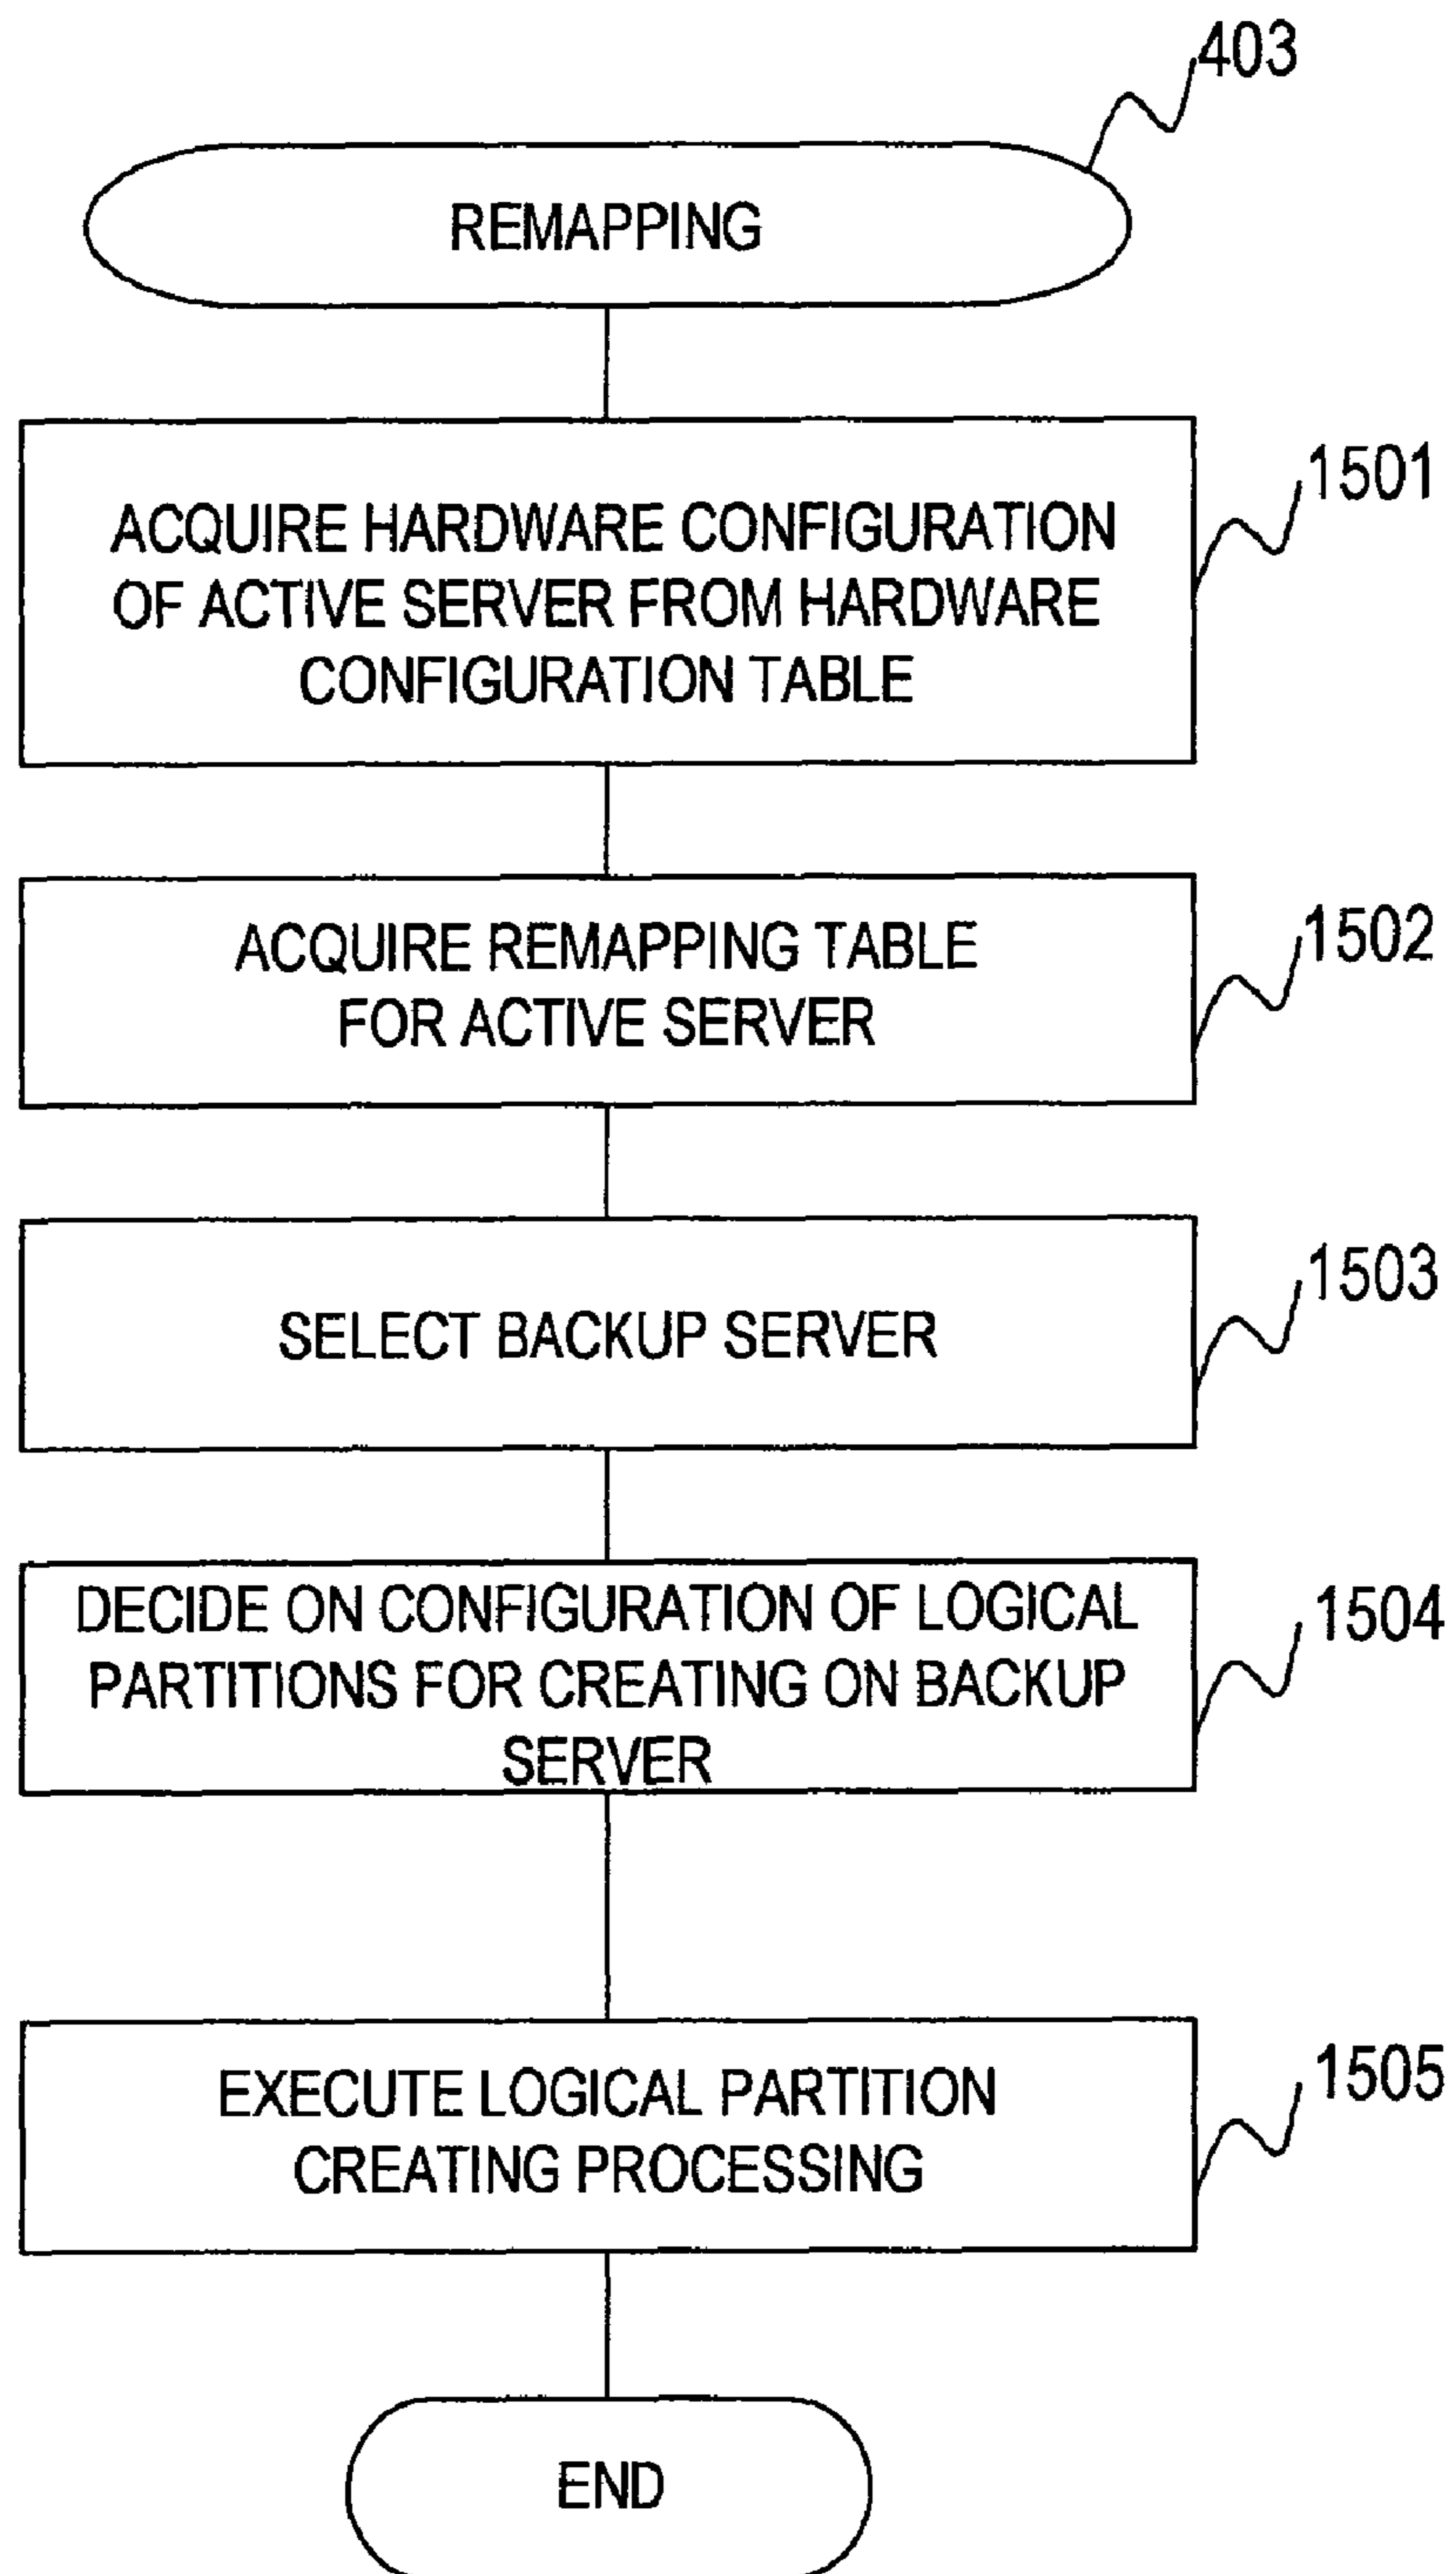 403
REMAPPING
1501
ACQUIRE HARDWARE CONFIGURATION
OF ACTIVE SERVER FROM HARDWARE
CONFIGURATION TABLE
1502
ACQUIRE REMAPPING TABLE
FOR ACTIVE SERVER
1503
SELECT BACKUP SERVER
1504
DECIDE ON CONFIGURATION OF LOGICAL
PARTITIONS FOR CREATING ON BACKUP
SERVER
1505
EXECUTE LOGICAL PARTITION
CREATING PROCESSING
END